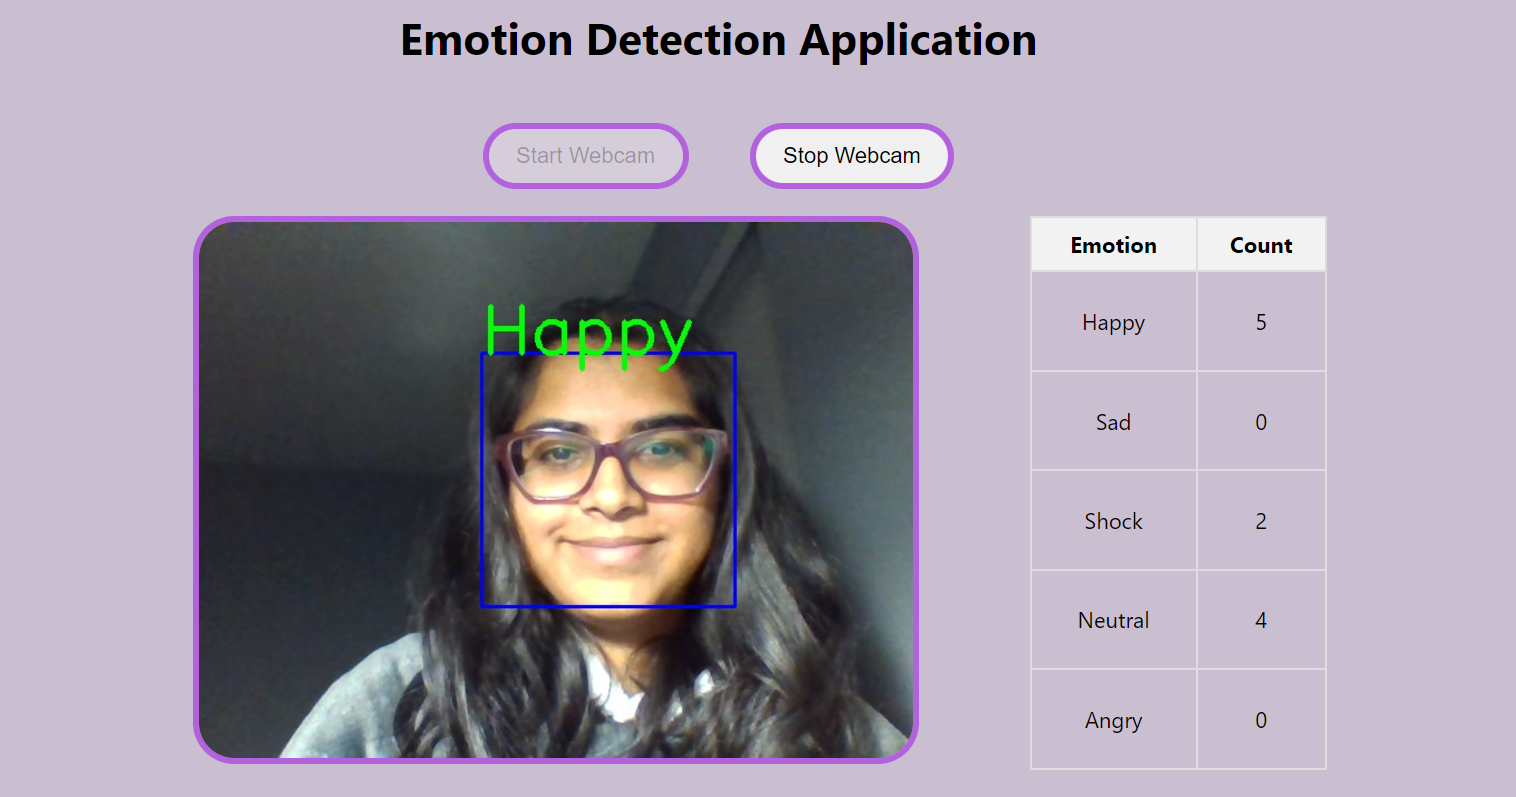 Emotion Detection Application
Start Webcam Stop Webcam
Happy
Emotion Count
Happy 5
Sad 0
Shock 2
Neutral 4
Angry 0